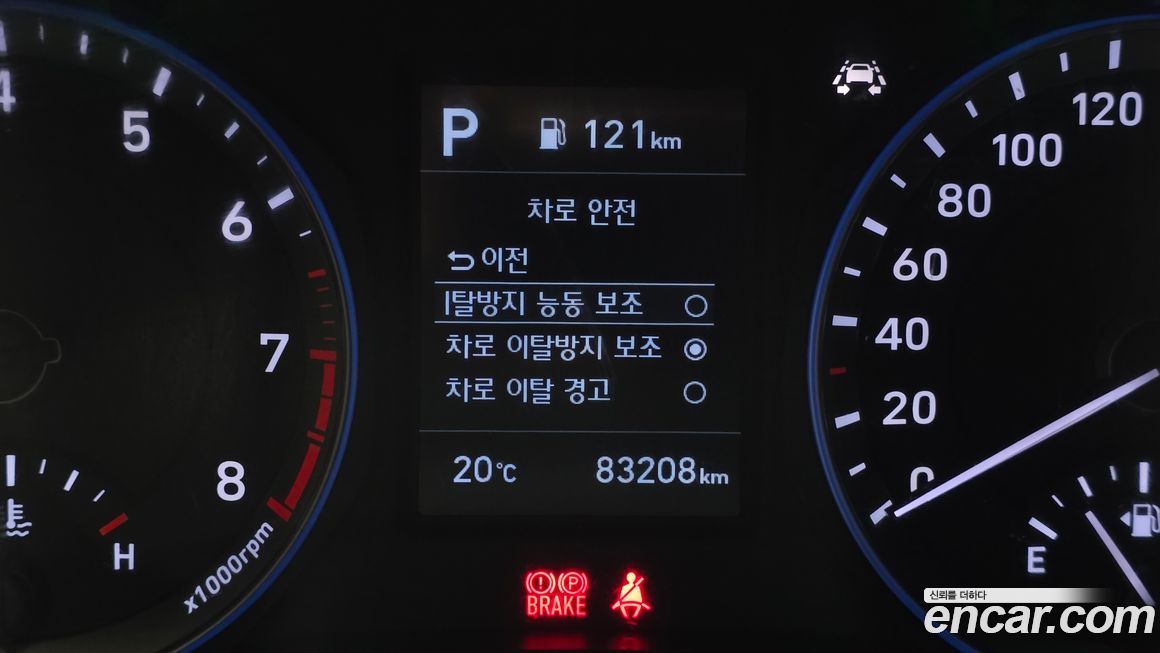 4
5
6
7
8
x1000rpm
H
P 121km
차로 안전
이전
탈방지 능동 보조
차로 이탈방지 보조
차로 이탈 경고
20℃ 83208km
(!) (P)
BRAKE
120
100
80
60
40
20
0
E
신뢰를 더하다
encar.com